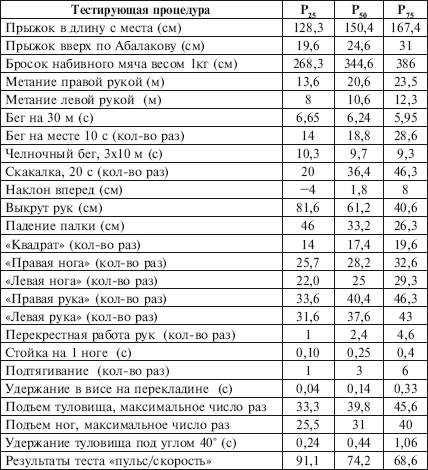 Тестирующая процедура P25 P50 P75
Прыжок в длину с места (см) 128,3 150,4 167,4
Прыжок вверх по Абалакову (см) 19,6 24,6 31
Бросок набивного мяча весом 1кг (см) 268,3 344,6 386
Метание правой рукой (м) 13,6 20,6 23,5
Метание левой рукой (м) 8 10,6 12,3
Бег на 30 м (с) 6,65 6,24 5,95
Бег на месте 10 с (кол-во раз) 14 18,8 28,6
Челночный бег, 3х10 м (с) 10,3 9,7 9,3
Скакалка, 20 с (кол-во раз) 20 36,4 46,3
Наклон вперед (см) −4 1,8 8
Выкрут рук (см) 81,6 61,2 40,6
Падение палки (см) 46 33,2 26,3
«Квадрат» (кол-во раз) 14 17,4 19,6
«Правая нога» (кол-во раз) 25,7 28,2 32,6
«Левая нога» (кол-во раз) 22,0 25 29,3
«Правая рука» (кол-во раз) 33,6 40,4 46,3
«Левая рука» (кол-во раз) 31,6 37,6 43
Перекрестная работа рук (кол-во раз) 1 2,4 4,6
Стойка на 1 ноге (с) 0,10 0,25 0,4
Подтягивание (кол-во раз) 1 3 6
Удержание в висе на перекладине (с) 0,04 0,14 0,33
Подъем туловища, максимальное число раз 33,3 39,8 45,6
Подъем ног, максимальное число раз 25,5 31 40
Удержание туловища под углом 40° (с) 0,24 0,44 1,06
Результаты теста «пульс/скорость» 91,1 74,2 68,6